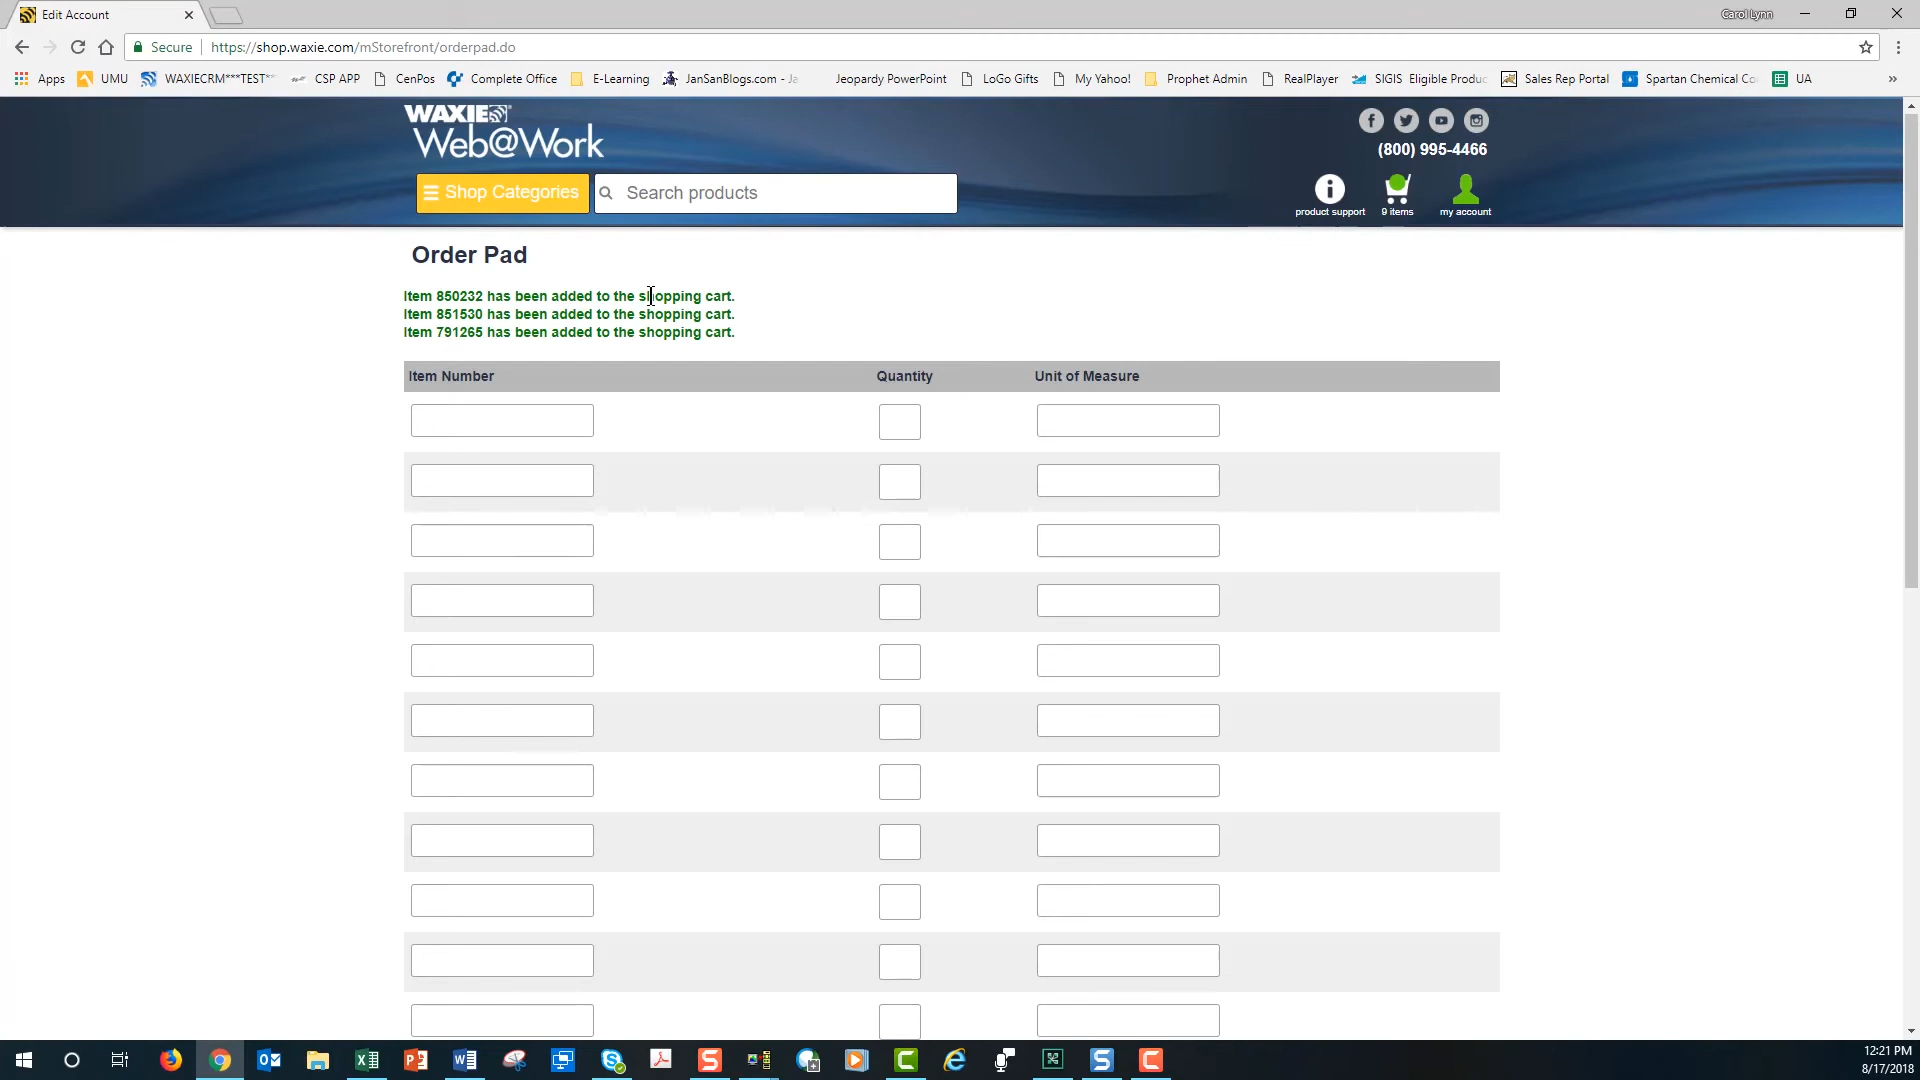 Edit Account
Carol Lynn
Secure
https://shop.waxie.com/mStorefront/orderpad.do
Apps UMU WAXIECRM***TEST** CSP APP CenPos Complete Office E-Learning JanSanBlogs.com - Ja Jeopardy PowerPoint LoGo Gifts My Yahoo! Prophet Admin RealPlayer SIGIS Eligible Produc Sales Rep Portal Spartan Chemical Co UA »
WAXIE
Web@Work
(800) 995-4466
Shop Categories
Search products
product support
9 items
my account
Order Pad
Item 850232 has been added to the shopping cart.
Item 851530 has been added to the shopping cart.
Item 791265 has been added to the shopping cart.
Item Number Quantity Unit of Measure
12:21 PM
8/17/2018